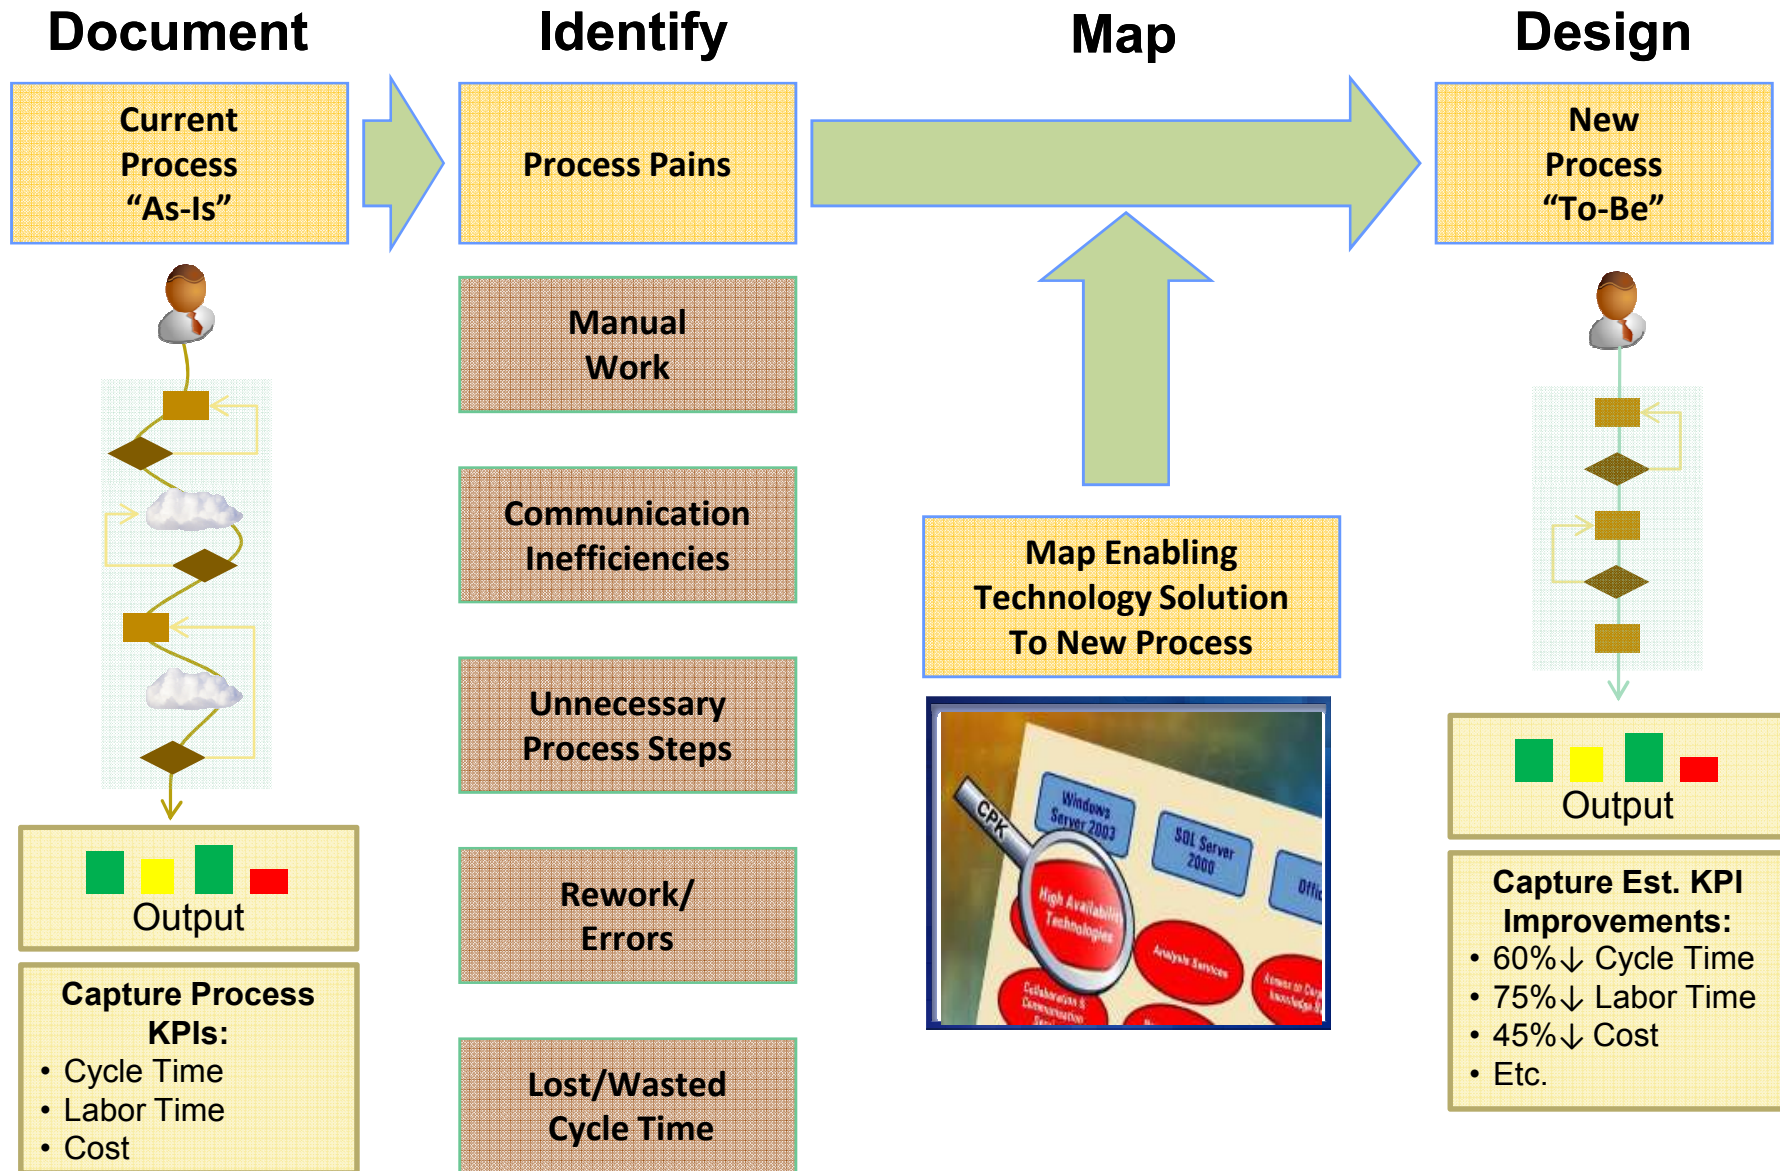 Document
Identify
Map
Design
Current
Process
“As-Is”
Process Pains
New
Process
“To-Be”
Manual
Work
Communication
Inefficiencies
Unnecessary
Process Steps
Rework/
Errors
Lost/Wasted
Cycle Time
Map Enabling
Technology Solution
To New Process
CPK
Windows
Server 2003
SQL Server
2000
High Availability
Technologies
Analysis Services
Collaboration &
Communication
Output
Capture Process
KPIs:
• Cycle Time
• Labor Time
• Cost
Output
Capture Est. KPI
Improvements:
• 60%↓ Cycle Time
• 75%↓ Labor Time
• 45%↓ Cost
• Etc.